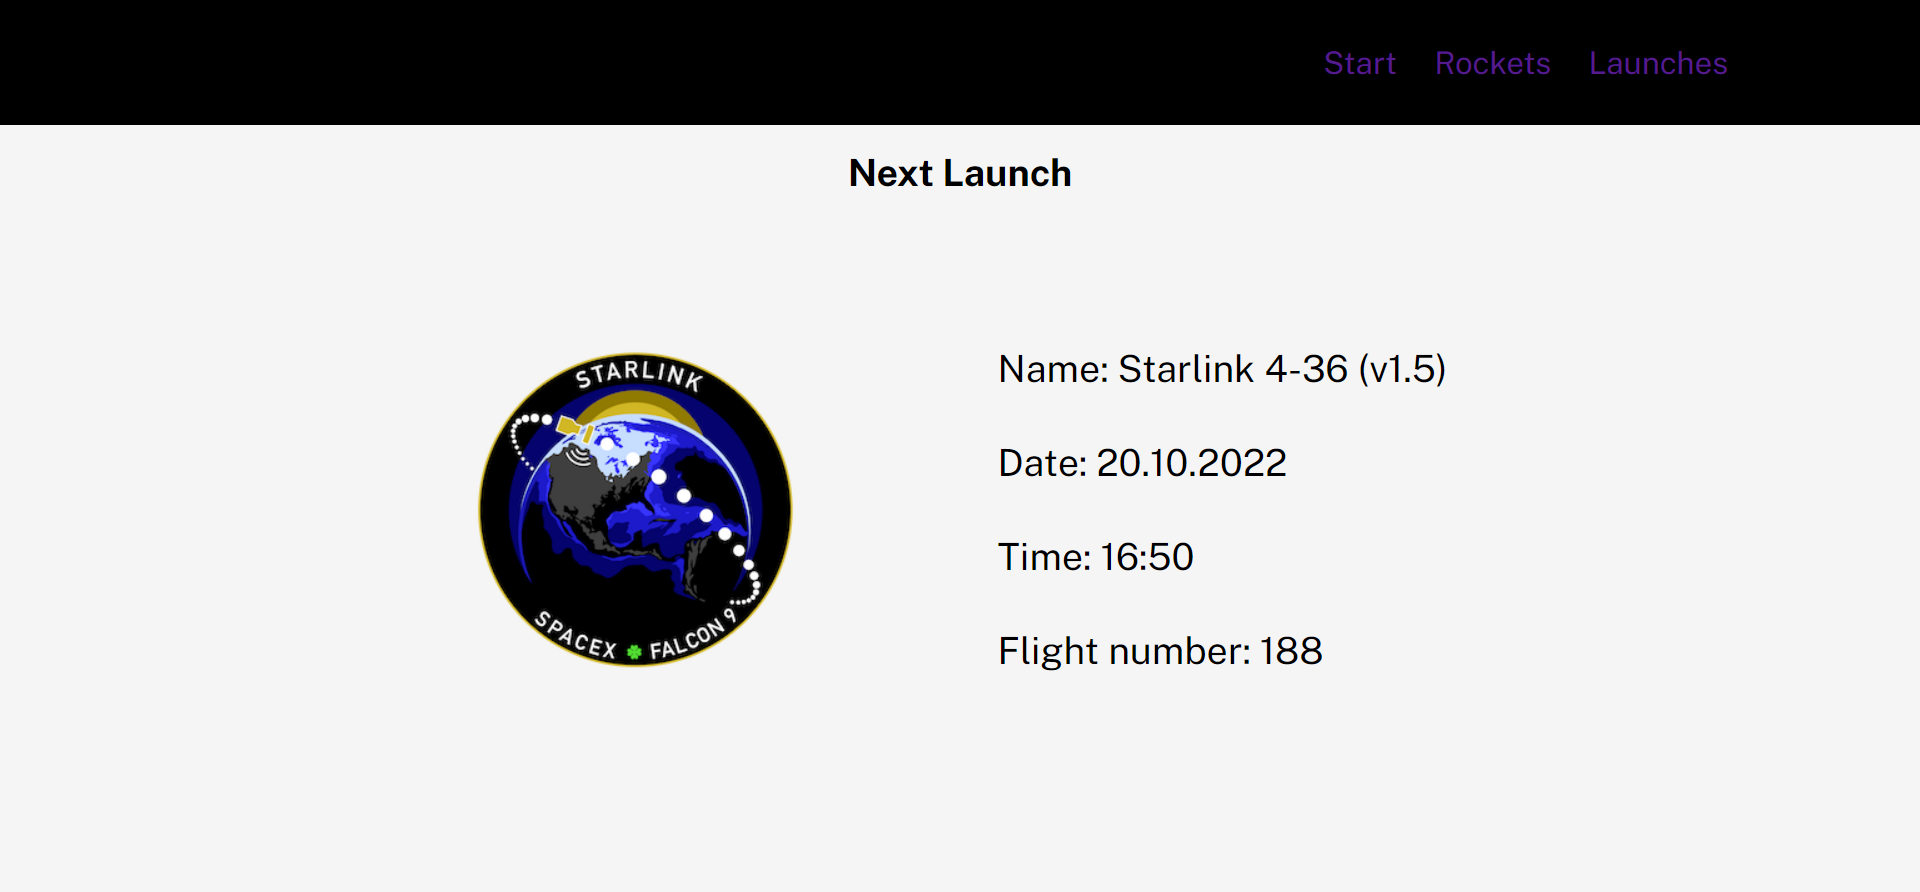 Start Rockets Launches
Next Launch
STARLINK
SPACEX FALCON 9
Name: Starlink 4-36 (v1.5)
Date: 20.10.2022
Time: 16:50
Flight number: 188